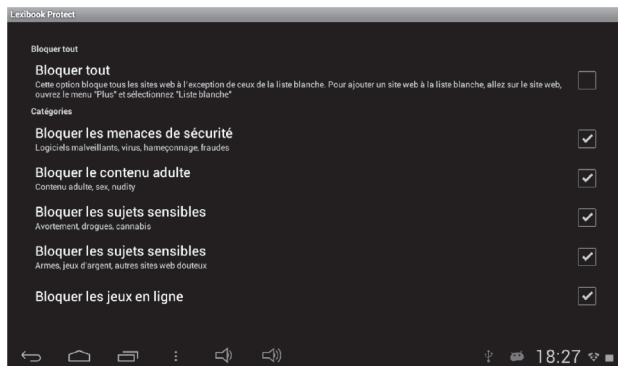 Lexibook Protect
Bloquer tout
Bloquer tout
Cette option bloque tous les sites web à l'exception de ceux de la liste blanche. Pour ajouter un site web à la liste blanche, allez sur le site web,
ouvrez le menu "Plus" et sélectionnez "Liste blanche"
Catégories
Bloquer les menaces de sécurité
Logiciels malveillants, virus, hameçonnage, fraudes
Bloquer le contenu adulte
Contenu adulte, sex, nudity
Bloquer les sujets sensibles
Avortement, drogues, cannabis
Bloquer les sujets sensibles
Armes, jeux d'argent, autres sites web douteux
Bloquer les jeux en ligne
18:27